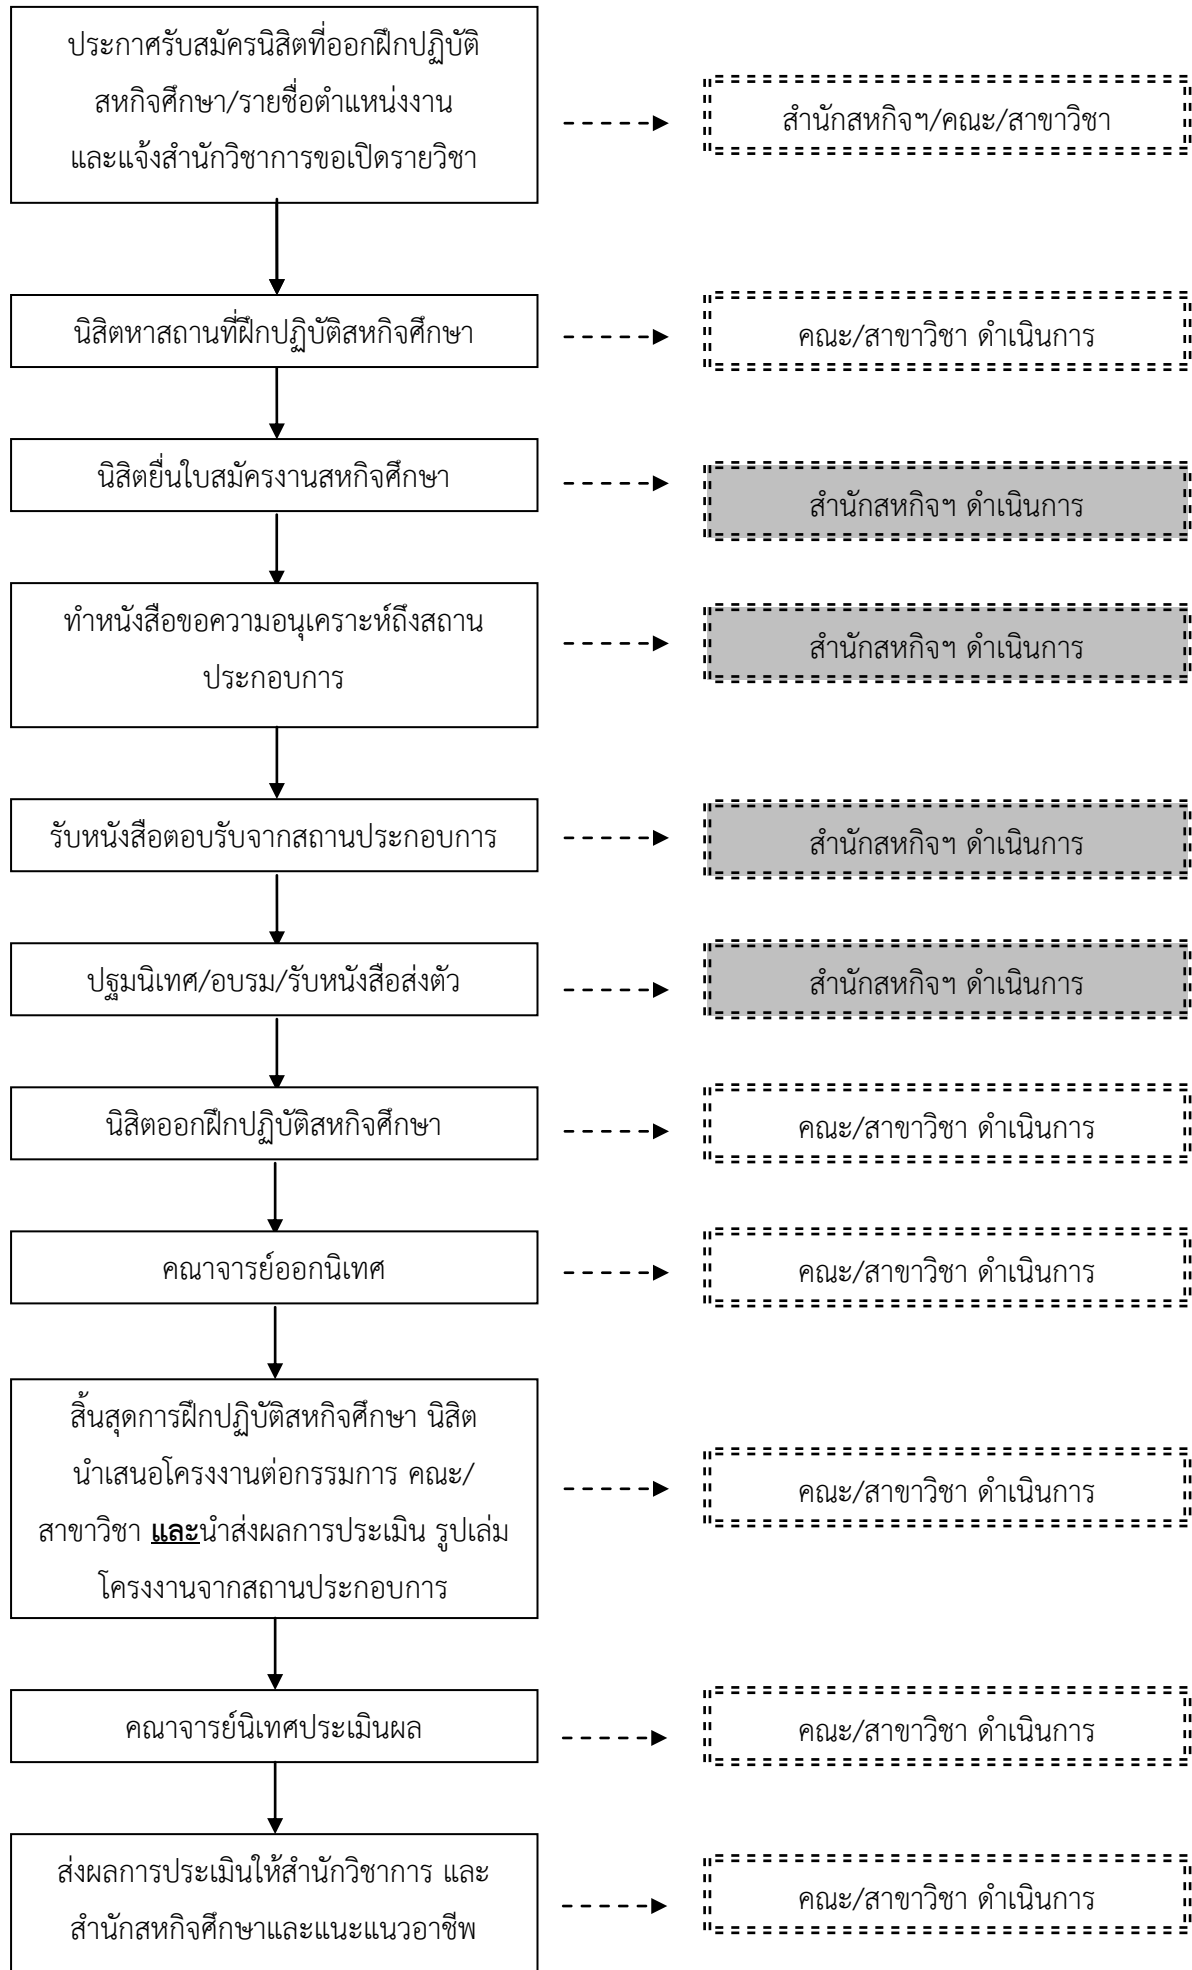 ประกาศรับสมัครนิสิตที่ออกฝึกปฏิบัติ
สหกิจศึกษา/รายชื่อตำแหน่งงาน
และแจ้งสำนักวิชาการขอเปิดรายวิชา
สำนักสหกิจฯ/คณะ/สาขาวิชา
นิสิตหาสถานที่ฝึกปฏิบัติสหกิจศึกษา
คณะ/สาขาวิชา ดำเนินการ
นิสิตยื่นใบสมัครงานสหกิจศึกษา
สำนักสหกิจฯ ดำเนินการ
ทำหนังสือขอความอนุเคราะห์ถึงสถาน
ประกอบการ
สำนักสหกิจฯ ดำเนินการ
รับหนังสือตอบรับจากสถานประกอบการ
สำนักสหกิจฯ ดำเนินการ
ปฐมนิเทศ/อบรม/รับหนังสือส่งตัว
สำนักสหกิจฯ ดำเนินการ
นิสิตออกฝึกปฏิบัติสหกิจศึกษา
คณะ/สาขาวิชา ดำเนินการ
คณาจารย์ออกนิเทศ
คณะ/สาขาวิชา ดำเนินการ
สิ้นสุดการฝึกปฏิบัติสหกิจศึกษา นิสิต
นำเสนอโครงงานต่อกรรมการ คณะ/
สาขาวิชา และนำส่งผลการประเมิน รูปเล่ม
โครงงานจากสถานประกอบการ
คณะ/สาขาวิชา ดำเนินการ
คณาจารย์นิเทศประเมินผล
คณะ/สาขาวิชา ดำเนินการ
ส่งผลการประเมินให้สำนักวิชาการ และ
สำนักสหกิจศึกษาและแนะแนวอาชีพ
คณะ/สาขาวิชา ดำเนินการ